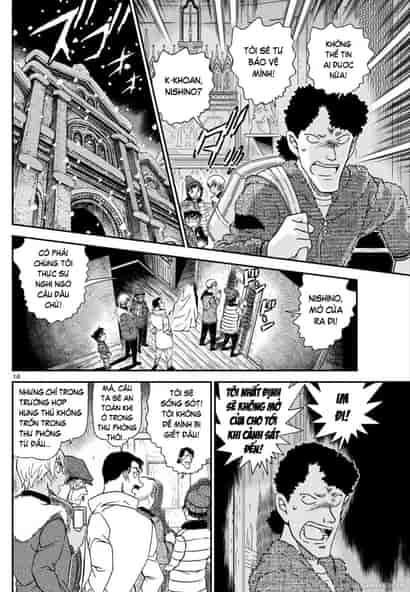 KHÔNG
THỂ TIN
AI ĐƯỢC
NỮA!
TÔI SẼ TỰ
BẢO VỆ
MÌNH!
K-KHOAN,
NISHINO?
CÓ PHẢI
CHÚNG TÔI
THỰC SỰ
NGHI NGỜ
CẬU ĐÂU
CHỨ!
NISHINO,
MỞ CỬA
RA ĐI!
IM
ĐI!
TÔI NHẤT ĐỊNH
SẼ KHÔNG MỞ
CỬA CHO TỚI
KHI CẢNH SÁT
ĐẾN!
TÔI SẼ
SỐNG SÓT!
TÔI KHÔNG
ĐỂ MÌNH BỊ
GIẾT ĐÂU!
MÀ, CẬU
TA SẼ AN
TOÀN KHI
Ở TRONG
THƯ PHÒNG
THÔI...
NHƯNG CHỈ TRONG
TRƯỜNG HỢP
HUNG THỦ KHÔNG
TRỐN TRONG THƯ
PHÒNG TỪ ĐẦU...